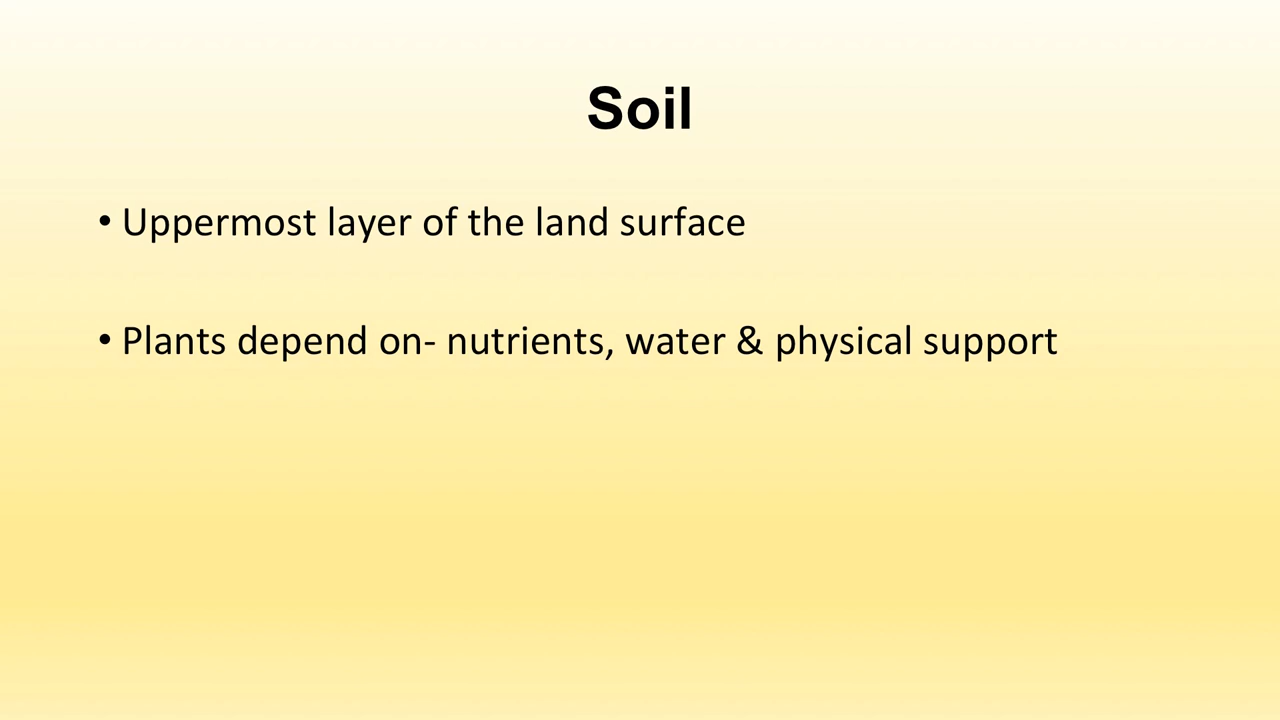 Soil
• Uppermost layer of the land surface
• Plants depend on- nutrients, water & physical support